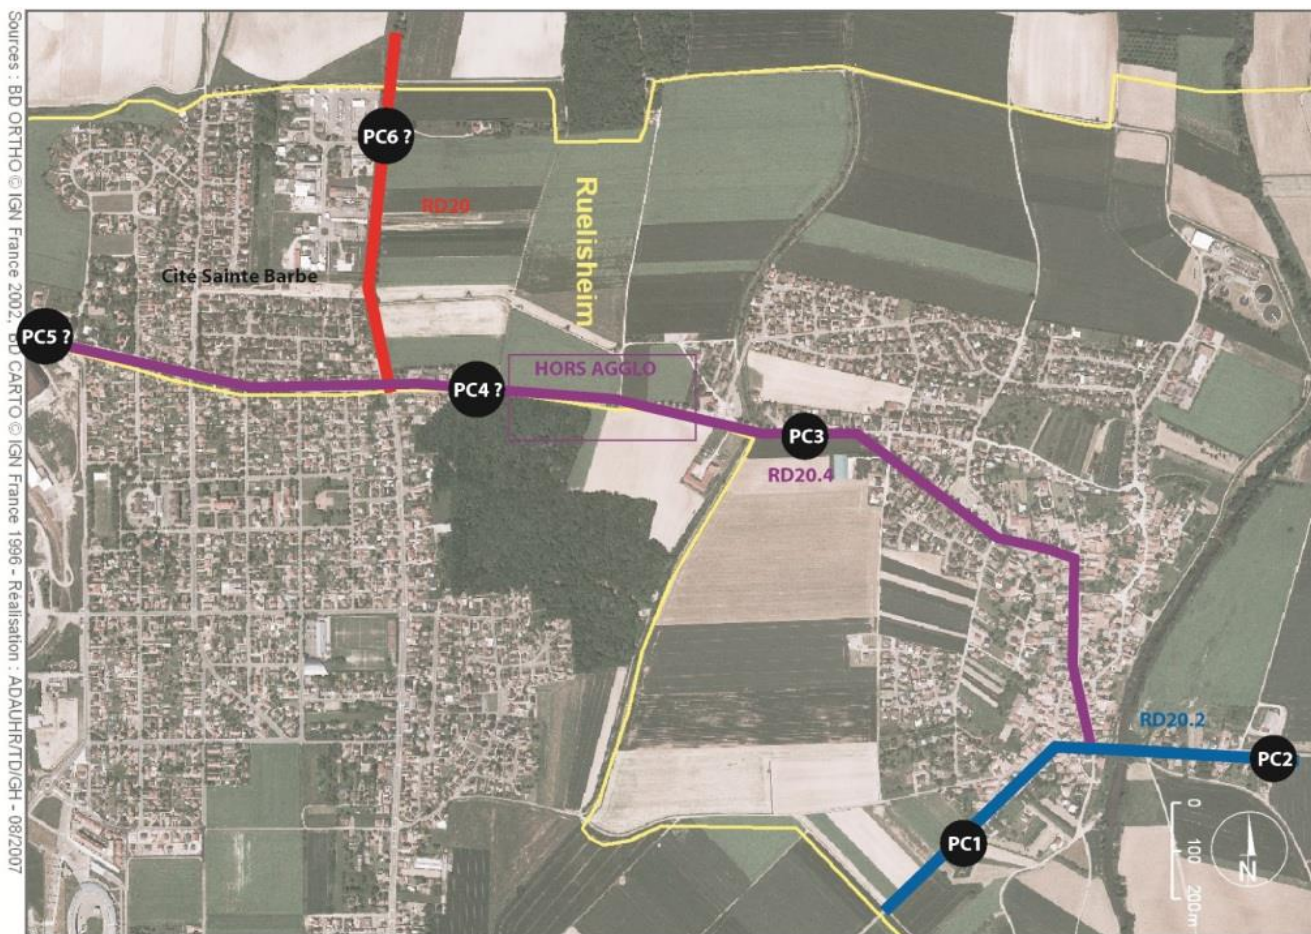 Sources : BD ORTHO © IGN France 2002, BD CARTO © IGN France 1996 - Réalisation : ADAUHR/TD/GH - 08/2007
PC6 ?
RD20
Ruelisheim
Cité Sainte Barbe
PC5 ?
HORS AGGLO
PC4 ?
PC3
RD20.4
RD20.2
PC2
PC1
0
100
200m
N